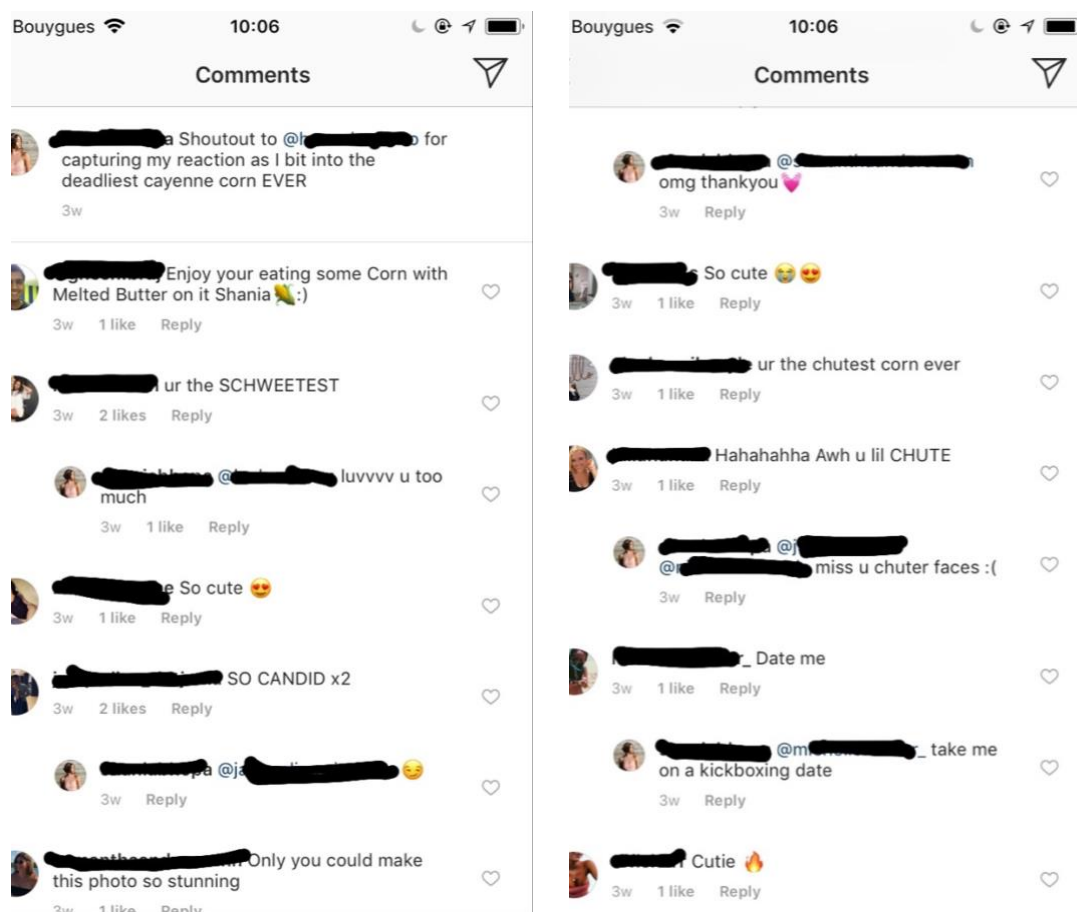 Bouygues 10:06
Comments
Shoutout to @ for
capturing my reaction as I bit into the
deadliest cayenne corn EVER
3w
Enjoy your eating some Corn with
Melted Butter on it Shania🌽:)
3w 1 like Reply
ur the SCHWEETEST
3w 2 likes Reply
@ luvvvv u too
much
3w 1 like Reply
So cute 😍
3w 1 like Reply
SO CANDID x2
3w 2 likes Reply
😏
3w Reply
Only you could make
this photo so stunning
3w 1 like Reply
Bouygues 10:06
Comments
omg thankyou💓
3w Reply
So cute 😭😍
3w 1 like Reply
ur the chutest corn ever
3w 1 like Reply
Hahahahha Awh u lil CHUTE
3w 1 like Reply
miss u chuter faces :(
3w Reply
Date me
3w 1 like Reply
take me
on a kickboxing date
3w Reply
Cutie 🔥
3w 1 like Reply